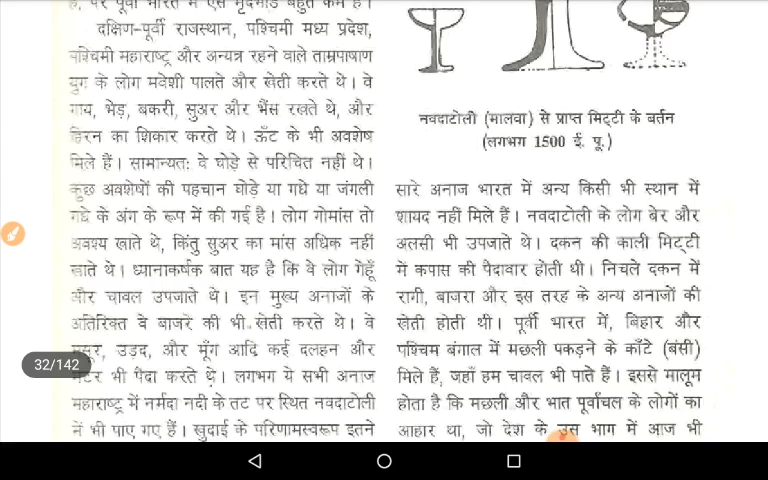 है, पर पूर्वी भारत में ऐसे मृद्भांड बहुत कम हैं।
दक्षिण-पूर्वी राजस्थान, पश्चिमी मध्य प्रदेश,
पश्चिमी महाराष्ट्र और अन्यत्र रहने वाले ताम्रपाषाण
युग के लोग मवेशी पालते और खेती करते थे। वे
गाय, भेड़, बकरी, सुअर और भैंस रखते थे, और
हिरन का शिकार करते थे। ऊँट के भी अवशेष
मिले हैं। सामान्यत: वे घोड़े से परिचित नहीं थे।
कुछ अवशेषों की पहचान घोड़े या गधे या जंगली
गधे के अंग के रूप में की गई है। लोग गोमांस तो
अवश्य खाते थे, किंतु सुअर का मांस अधिक नहीं
खाते थे। ध्यानाकर्षक बात यह है कि वे लोग गेहूँ
और चावल उपजाते थे। इन मुख्य अनाजों के
अतिरिक्त वे बाजरे की भी खेती करते थे। वे
मसूर, उड़द, और मूँग आदि कई दलहन और
मटर भी पैदा करते थे। लगभग ये सभी अनाज
महाराष्ट्र में नर्मदा नदी के तट पर स्थित नवदाटोली
में भी पाए गए हैं। खुदाई के परिणामस्वरूप इतने
नवदाटोली (मालवा) से प्राप्त मिट्टी के बर्तन
(लगभग 1500 ई. पू.)
सारे अनाज भारत में अन्य किसी भी स्थान में
शायद नहीं मिले हैं। नवदाटोली के लोग बेर और
अलसी भी उपजाते थे। दकन की काली मिट्टी
में कपास की पैदावार होती थी। निचले दकन में
रागी, बाजरा और इस तरह के अन्य अनाजों की
खेती होती थी। पूर्वी भारत में, बिहार और
पश्चिम बंगाल में मछली पकड़ने के काँटे (बंसी)
मिले हैं, जहाँ हम चावल भी पाते हैं। इससे मालूम
होता है कि मछली और भात पूर्वांचल के लोगों का
आहार था, जो देश के उस भाग में आज भी
32/142